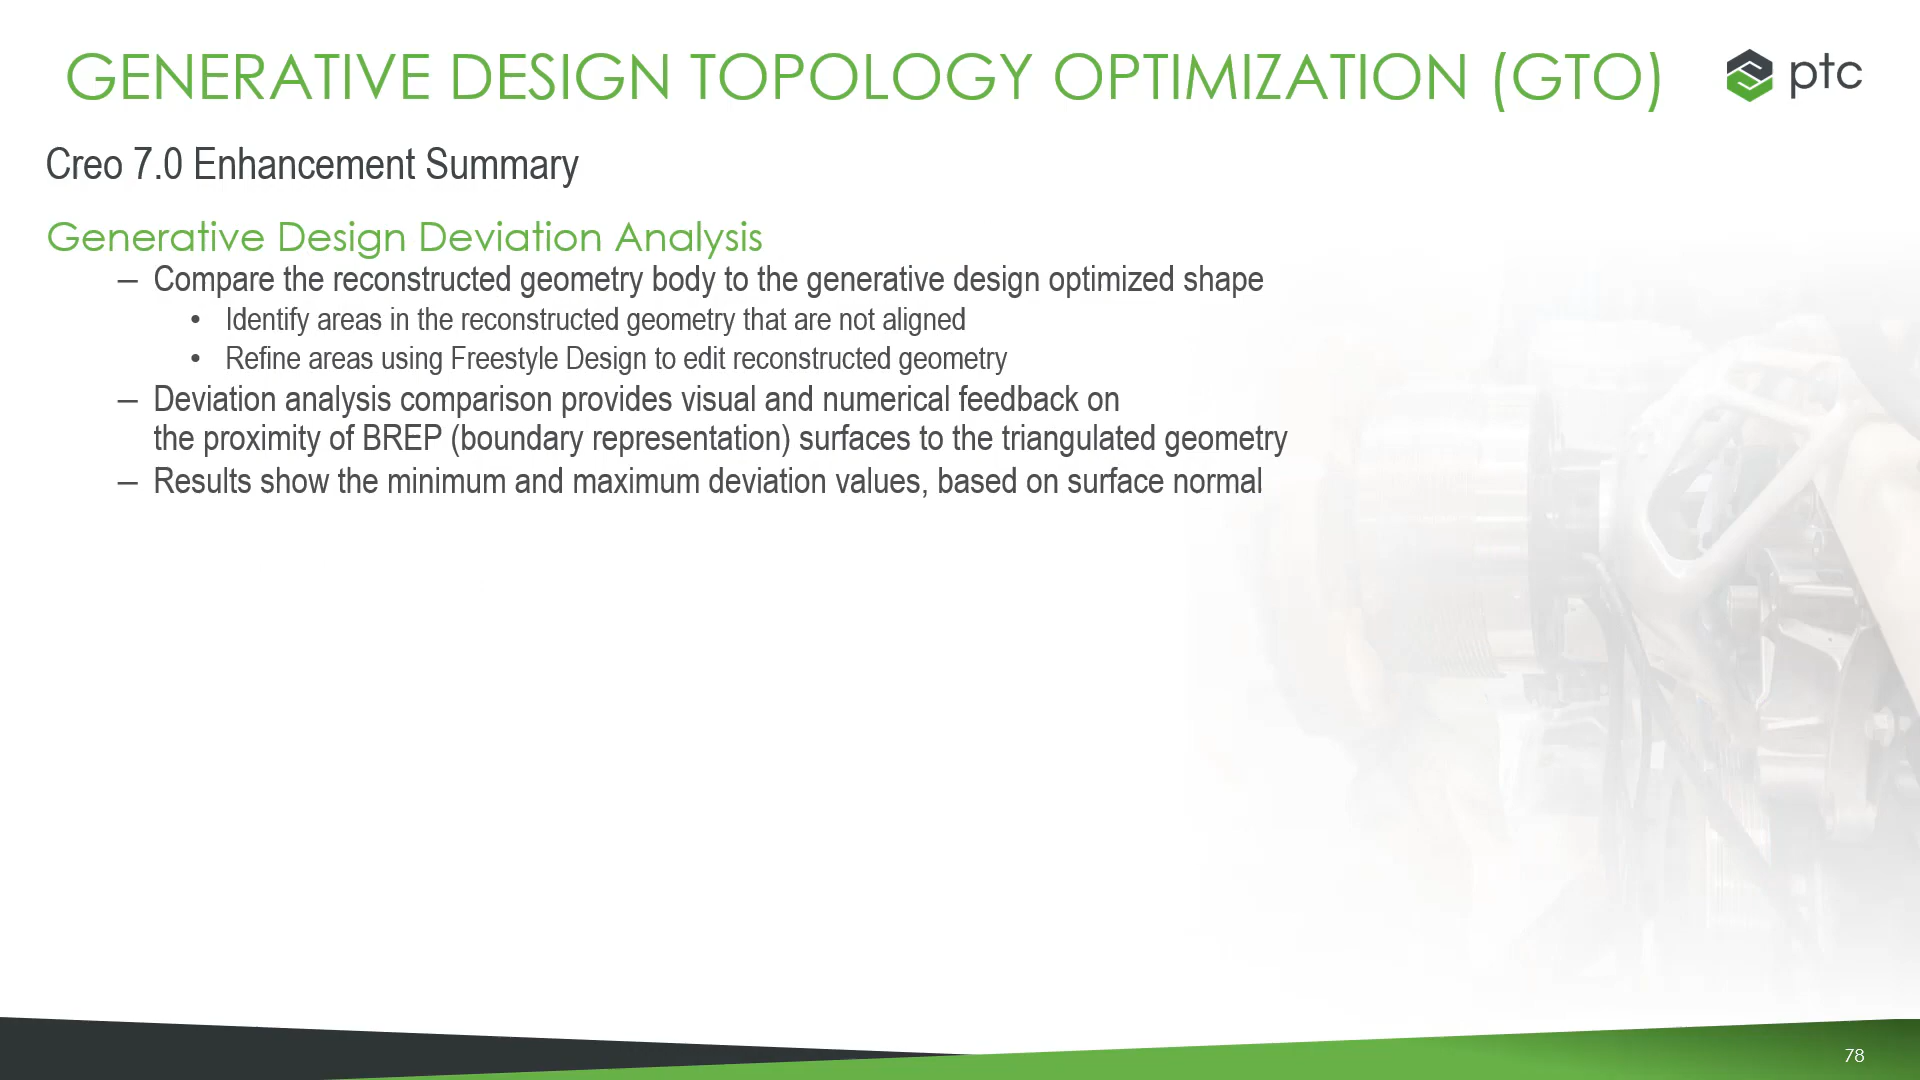 GENERATIVE DESIGN TOPOLOGY OPTIMIZATION (GTO)
ptc
Creo 7.0 Enhancement Summary
Generative Design Deviation Analysis
– Compare the reconstructed geometry body to the generative design optimized shape
• Identify areas in the reconstructed geometry that are not aligned
• Refine areas using Freestyle Design to edit reconstructed geometry
– Deviation analysis comparison provides visual and numerical feedback on
the proximity of BREP (boundary representation) surfaces to the triangulated geometry
– Results show the minimum and maximum deviation values, based on surface normal
78